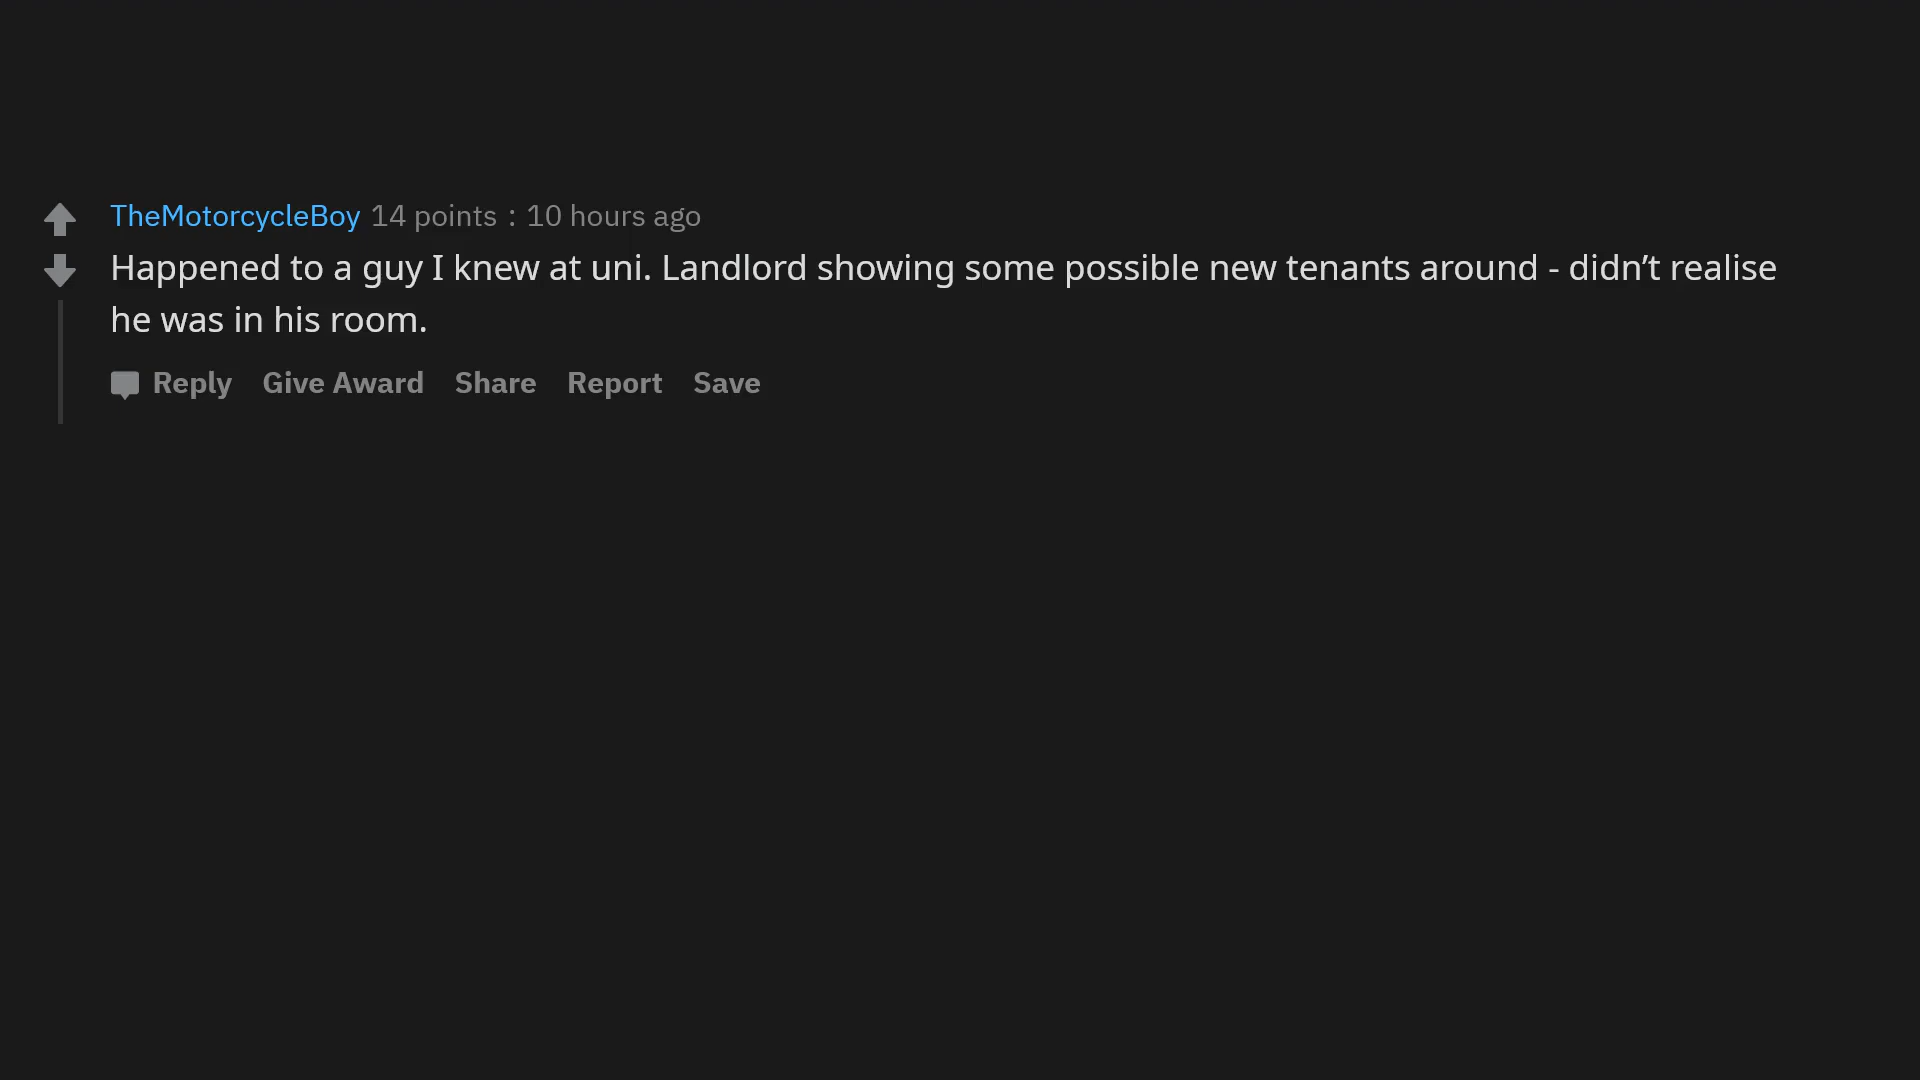 TheMotorcycleBoy 14 points : 10 hours ago
Happened to a guy I knew at uni. Landlord showing some possible new tenants around - didn’t realise
he was in his room.
Reply Give Award Share Report Save